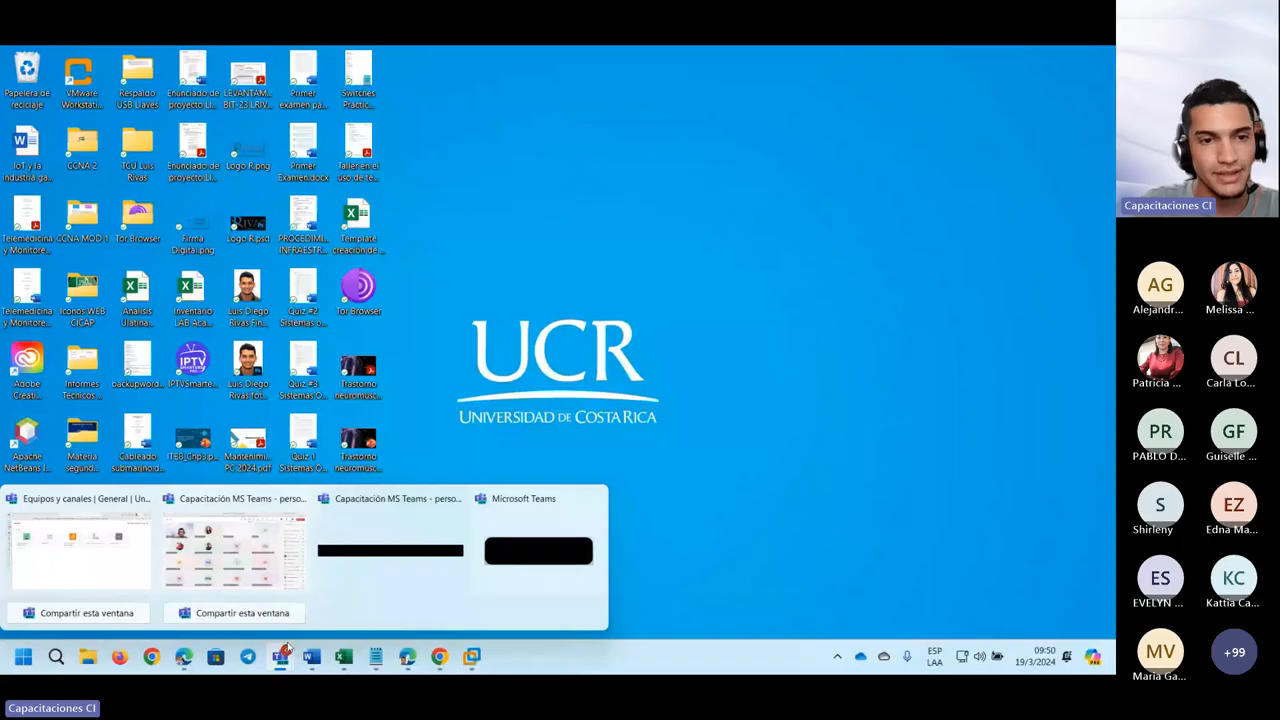 Papelera de
reciclaje
VMware
Workstati...
Respaldo
USB Llaves
Enunciado de
proyecto LI...
LEVANTAM...
BIT-23.LRIV...
Primer
examen pa...
Switches
Practic...
IoT y la
industria ga...
CCNA 2
TCU Luis
Rivas
Enunciado de
proyecto LI...
Logo R.png
Primer
Examen.docx
Taller en el
uso de te...
Telemedicina
y Monitore...
CCNA MOD 1
Tor Browser
Firma
Digital.png
Logo R.psd
PROCEDIMI...
INFRAESTR...
Template
creación de ...
Telemedicina
y Monitore...
Iconos WEB
CICAP
Analisis
Ulatina...
Inventario
LAB Aca...
Luis Diego
Rivas Fin...
Quiz #2
Sistemas o...
Tor Browser
Adobe
Creati...
Informes
Técnicos ...
backupword...
IPTVSmarte...
Luis Diego
Rivas fot...
Quiz #3
Sistemas O...
Trastorno
neuromusc...
Apache
NetBeans I...
Materia
segund...
Cableado
submarino.d...
ITE8_Chp3.p...
Mantenimi...
PC 2024.pdf
Quiz 1
Sistemas O...
Trastorno
neuromusc...
UCR
UNIVERSIDAD DE COSTA RICA
Equipos y canales | General | Un...
Capacitación MS Teams - perso...
Capacitación MS Teams - perso...
Microsoft Teams
Compartir esta ventana
Compartir esta ventana
ESP
LAA
09:50
19/3/2024
Capacitaciones CI
AG
Alejandr...
Melissa ...
Patricia ...
CL
Carla Lo...
PR
PABLO D...
GF
Guiselle ...
S
Shirleny
EZ
Edna Ma...
ES
EVELYN ...
KC
Kattia Ca...
MV
Maria Ga...
+99
Capacitaciones CI